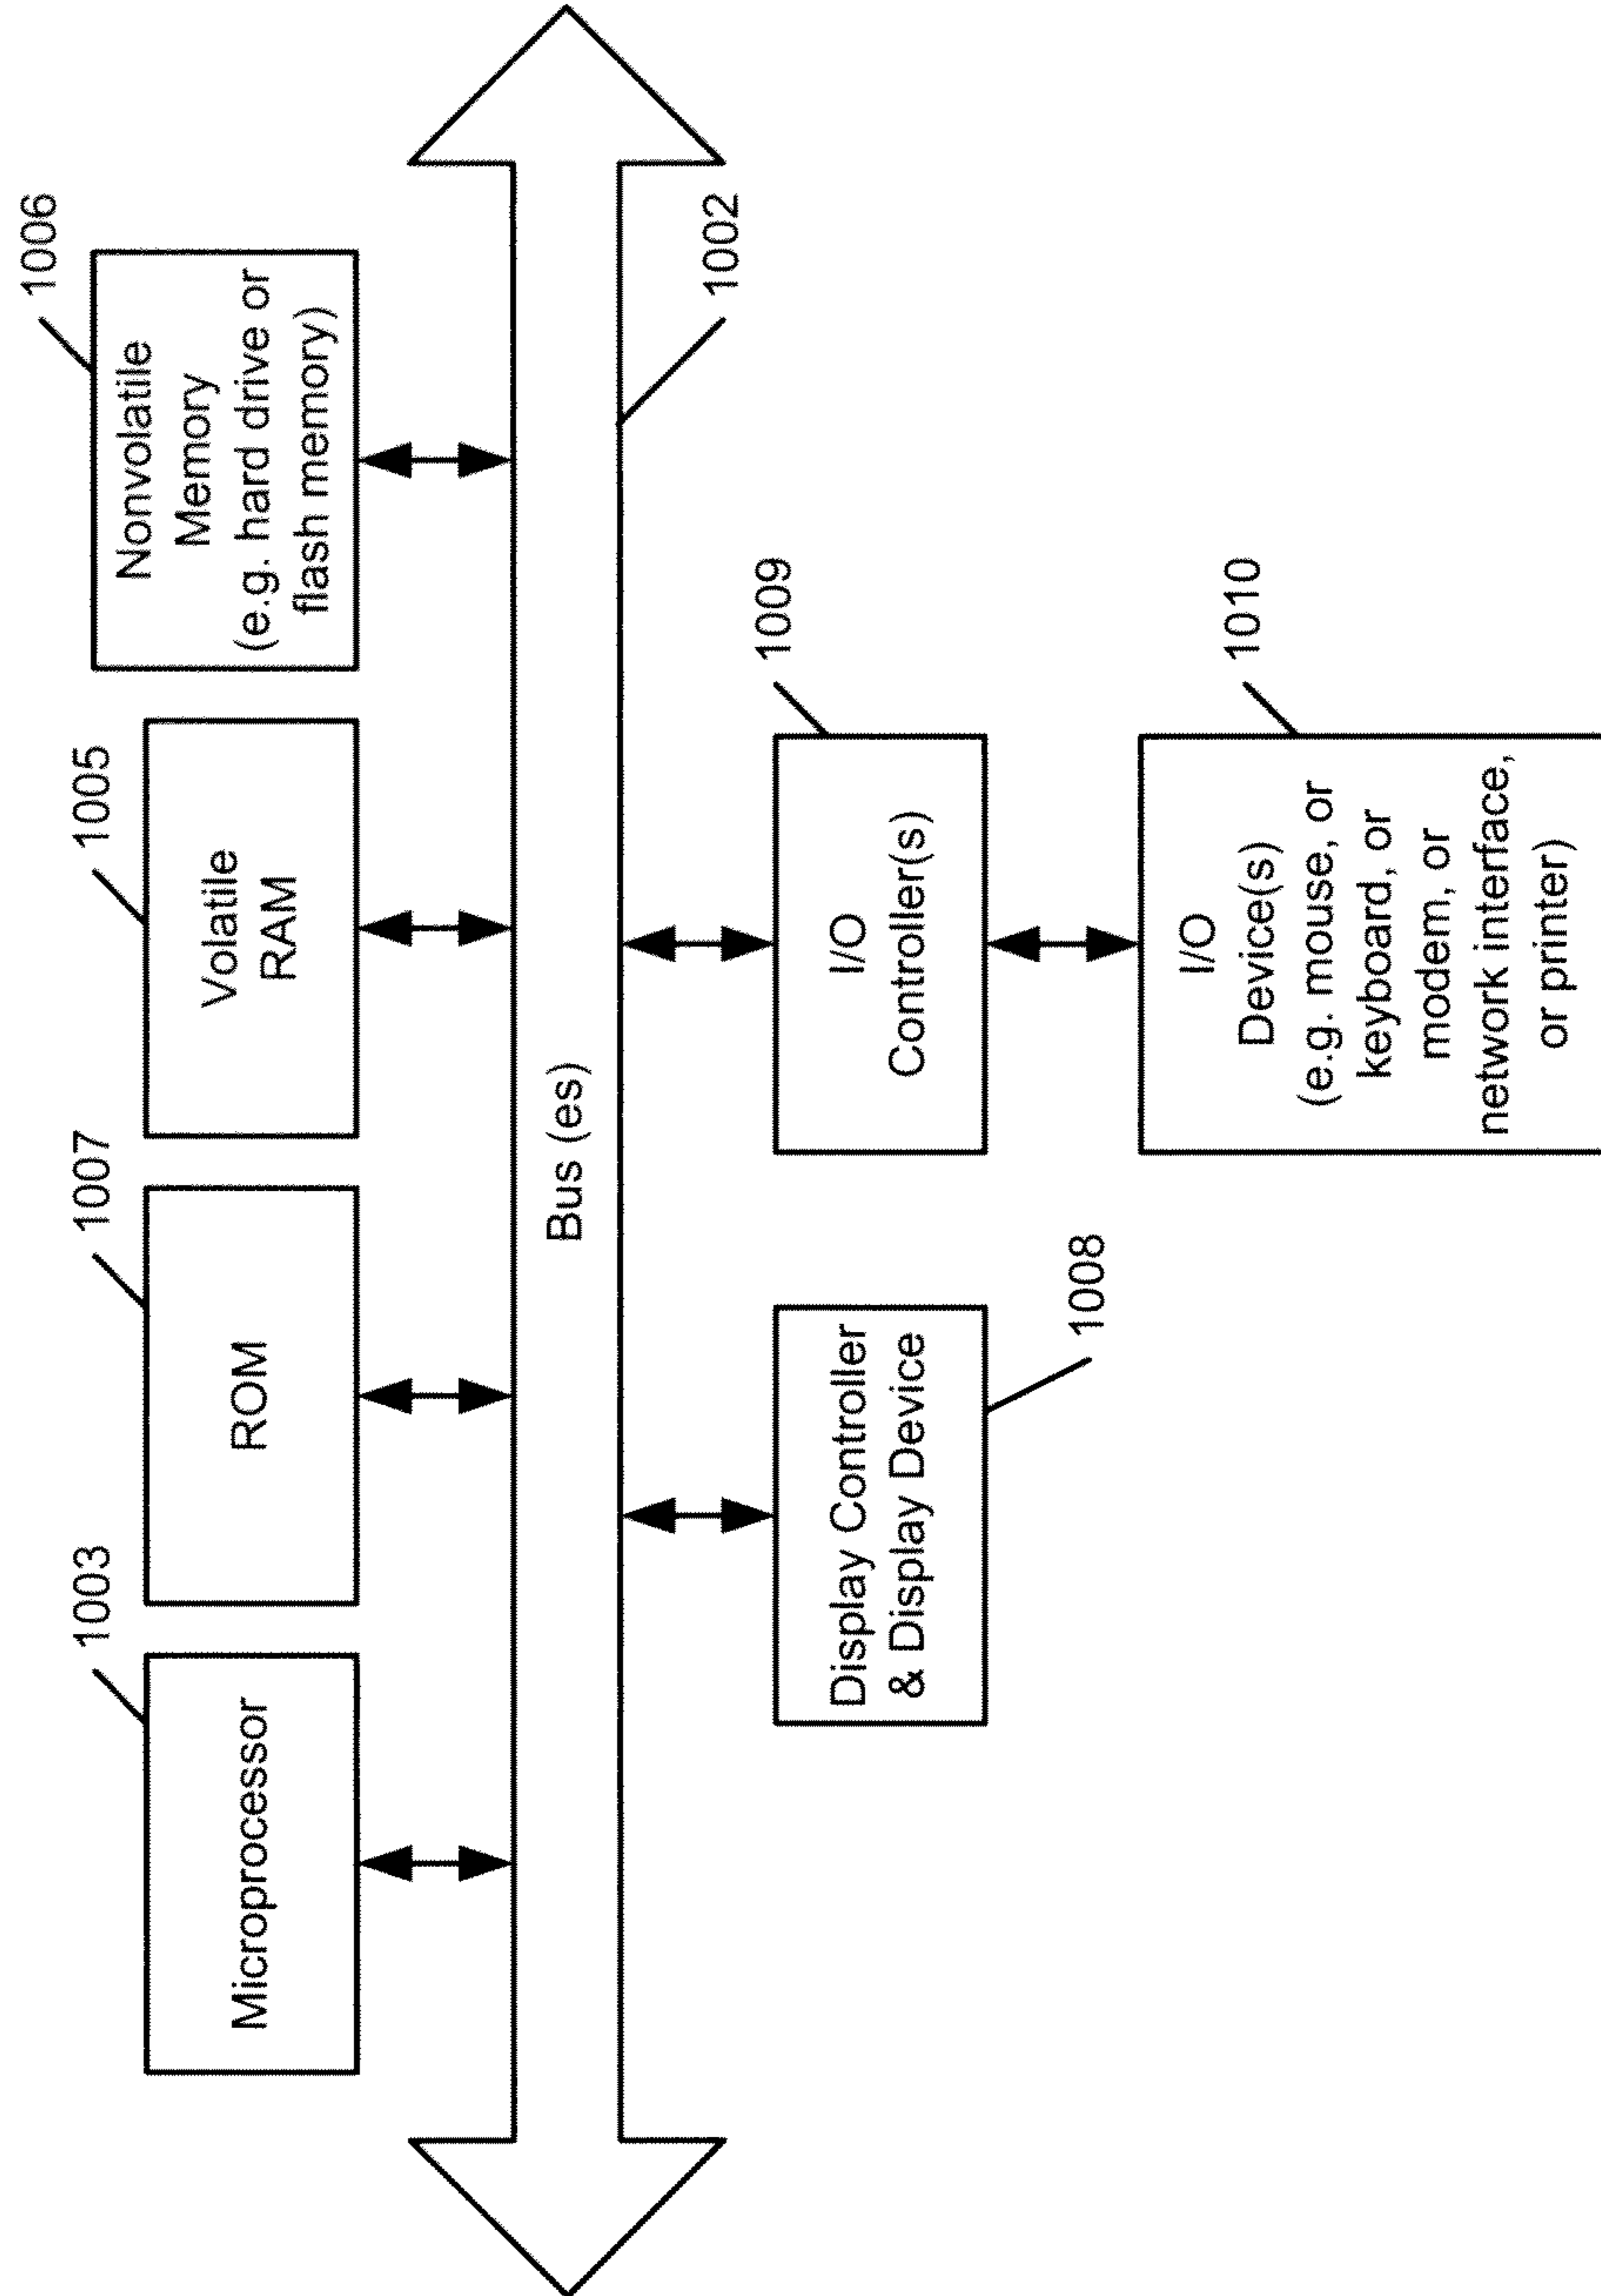 1003
Microprocessor
1007
ROM
1005
Volatile
RAM
1006
Nonvolatile
Memory
(e.g. hard drive or
flash memory)
Bus (es)
1002
Display Controller
& Display Device
1008
I/O
Controller(s)
1009
I/O
Device(s)
(e.g. mouse, or
keyboard, or
modem, or
network interface,
or printer)
1010